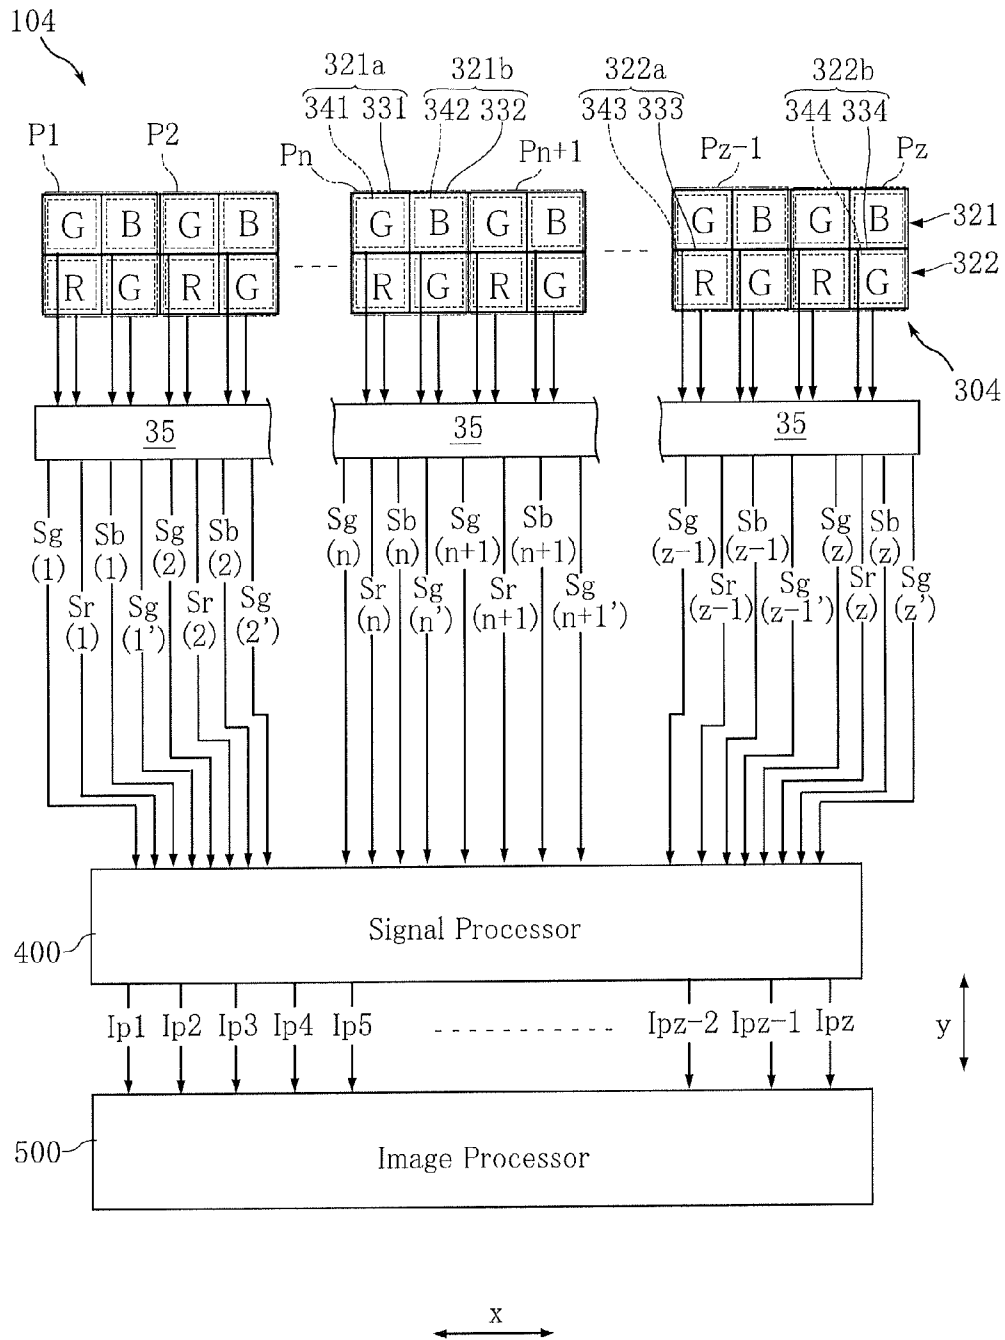 104
321a 321b 322a 322b
341 331 342 332 343 333 344 334
P1 P2 Pn Pn+1 Pz-1 Pz
G B G B G B G B G B G B 321
R G R G R G R G R G R G 322
304
35 35 35
Sg (1) Sb (1) Sg (2) Sb (2) Sg (n) Sb (n) Sg (n+1) Sb (n+1) Sg (z-1) Sb (z-1) Sg (z) Sb (z)
Sr (1) Sg (1') Sr (2) Sg (2') Sr (n) Sg (n') Sr (n+1) Sg (n+1') Sr (z-1) Sg (z-1') Sr (z) Sg (z')
400 Signal Processor
Ip1 Ip2 Ip3 Ip4 Ip5 Ipz-2 Ipz-1 Ipz
y
500 Image Processor
x